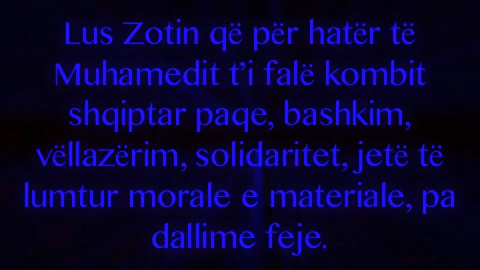 Lus Zotin që për hatër të
Muhamedit t'i falë kombit
shqiptar paqe, bashkim,
vëllazërim, solidaritet, jetë të
lumtur morale e materiale, pa
dallime feje.